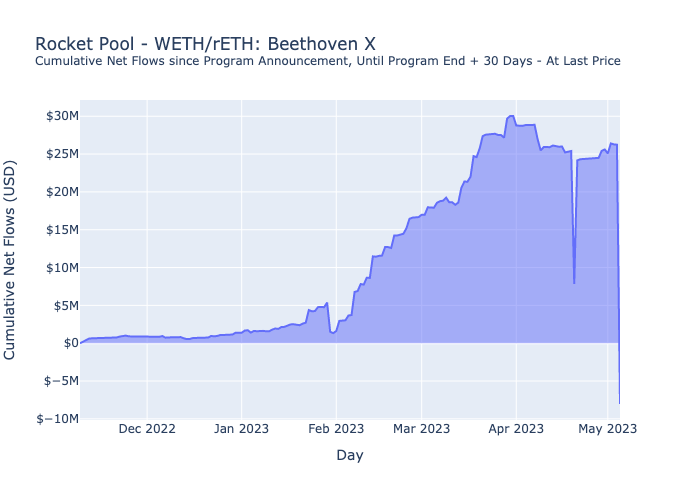 Rocket Pool - WETH/rETH: Beethoven X
Cumulative Net Flows since Program Announcement, Until Program End + 30 Days - At Last Price
Cumulative Net Flows (USD)
$30M
$25M
$20M
$15M
$10M
$5M
$0
$−5M
$−10M
Dec 2022 Jan 2023 Feb 2023 Mar 2023 Apr 2023 May 2023
Day